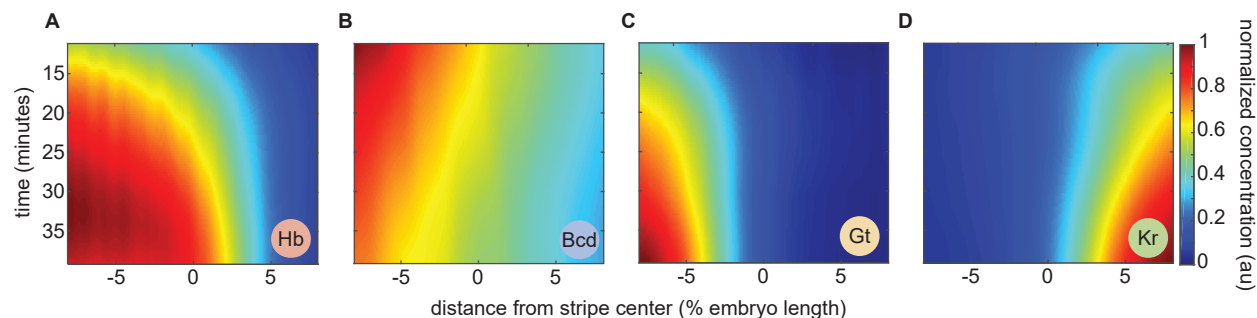 A
B
C
D
time (minutes)
15
20
25
30
35
Hb
Bcd
Gt
Kr
-5 0 5
-5 0 5
-5 0 5
-5 0 5
distance from stripe center (% embryo length)
1
0.8
0.6
0.4
0.2
0
normalized concentration (au)